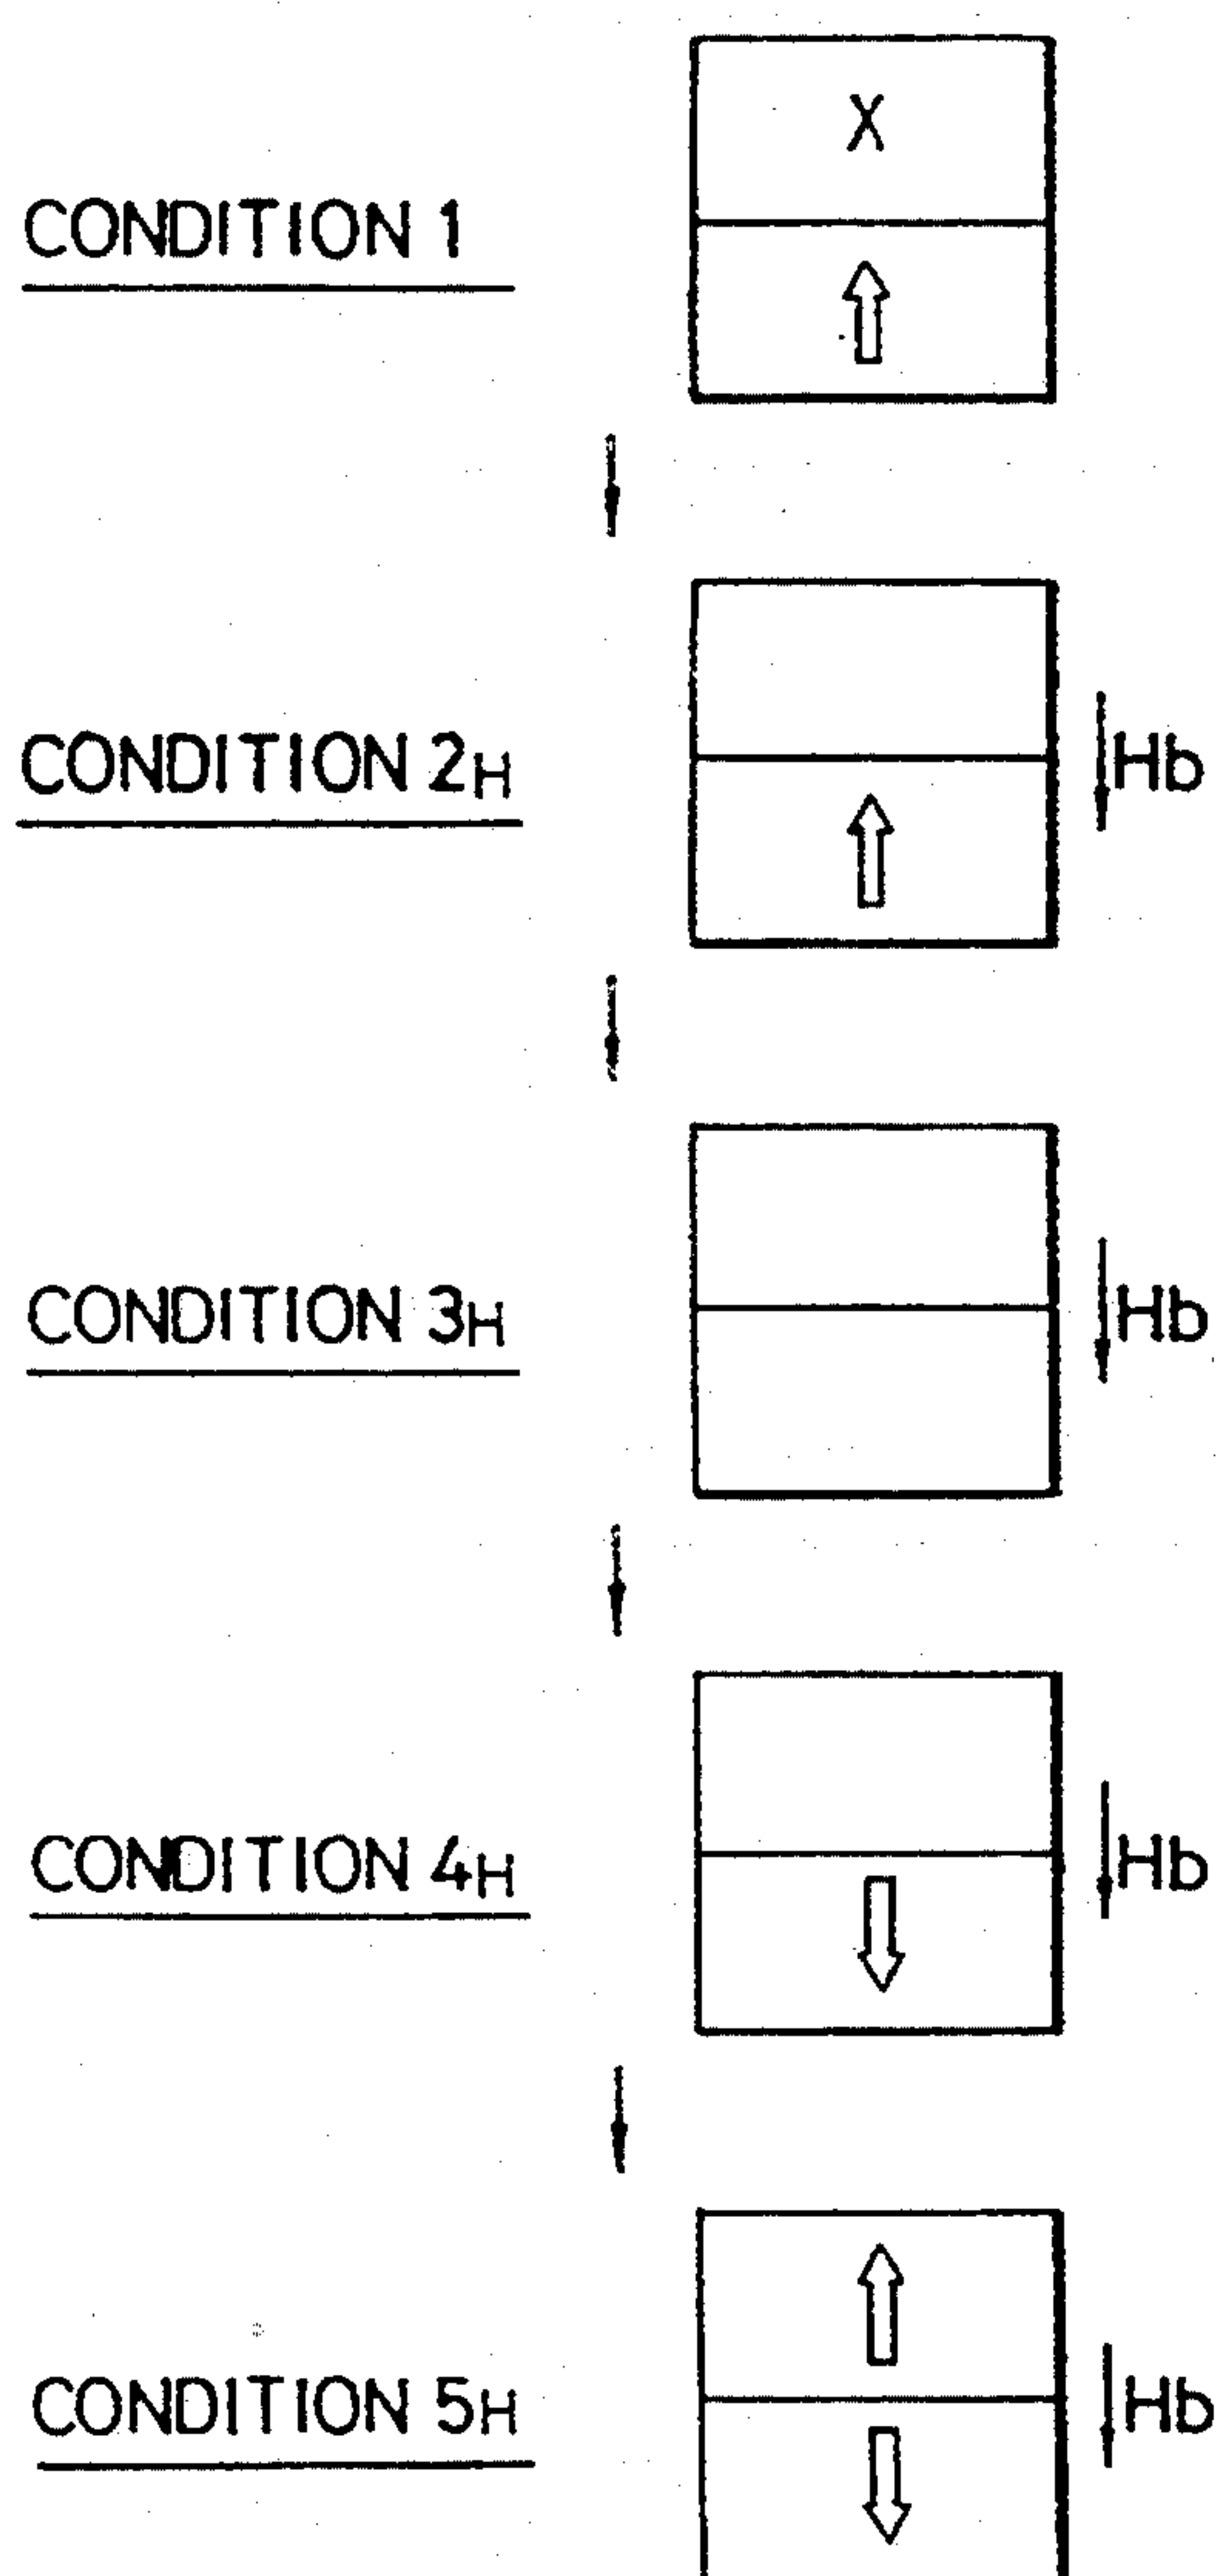 X
CONDITION 1
CONDITION 2H
Hb
CONDITION 3H
Hb
CONDITION 4H
Hb
CONDITION 5H
Hb